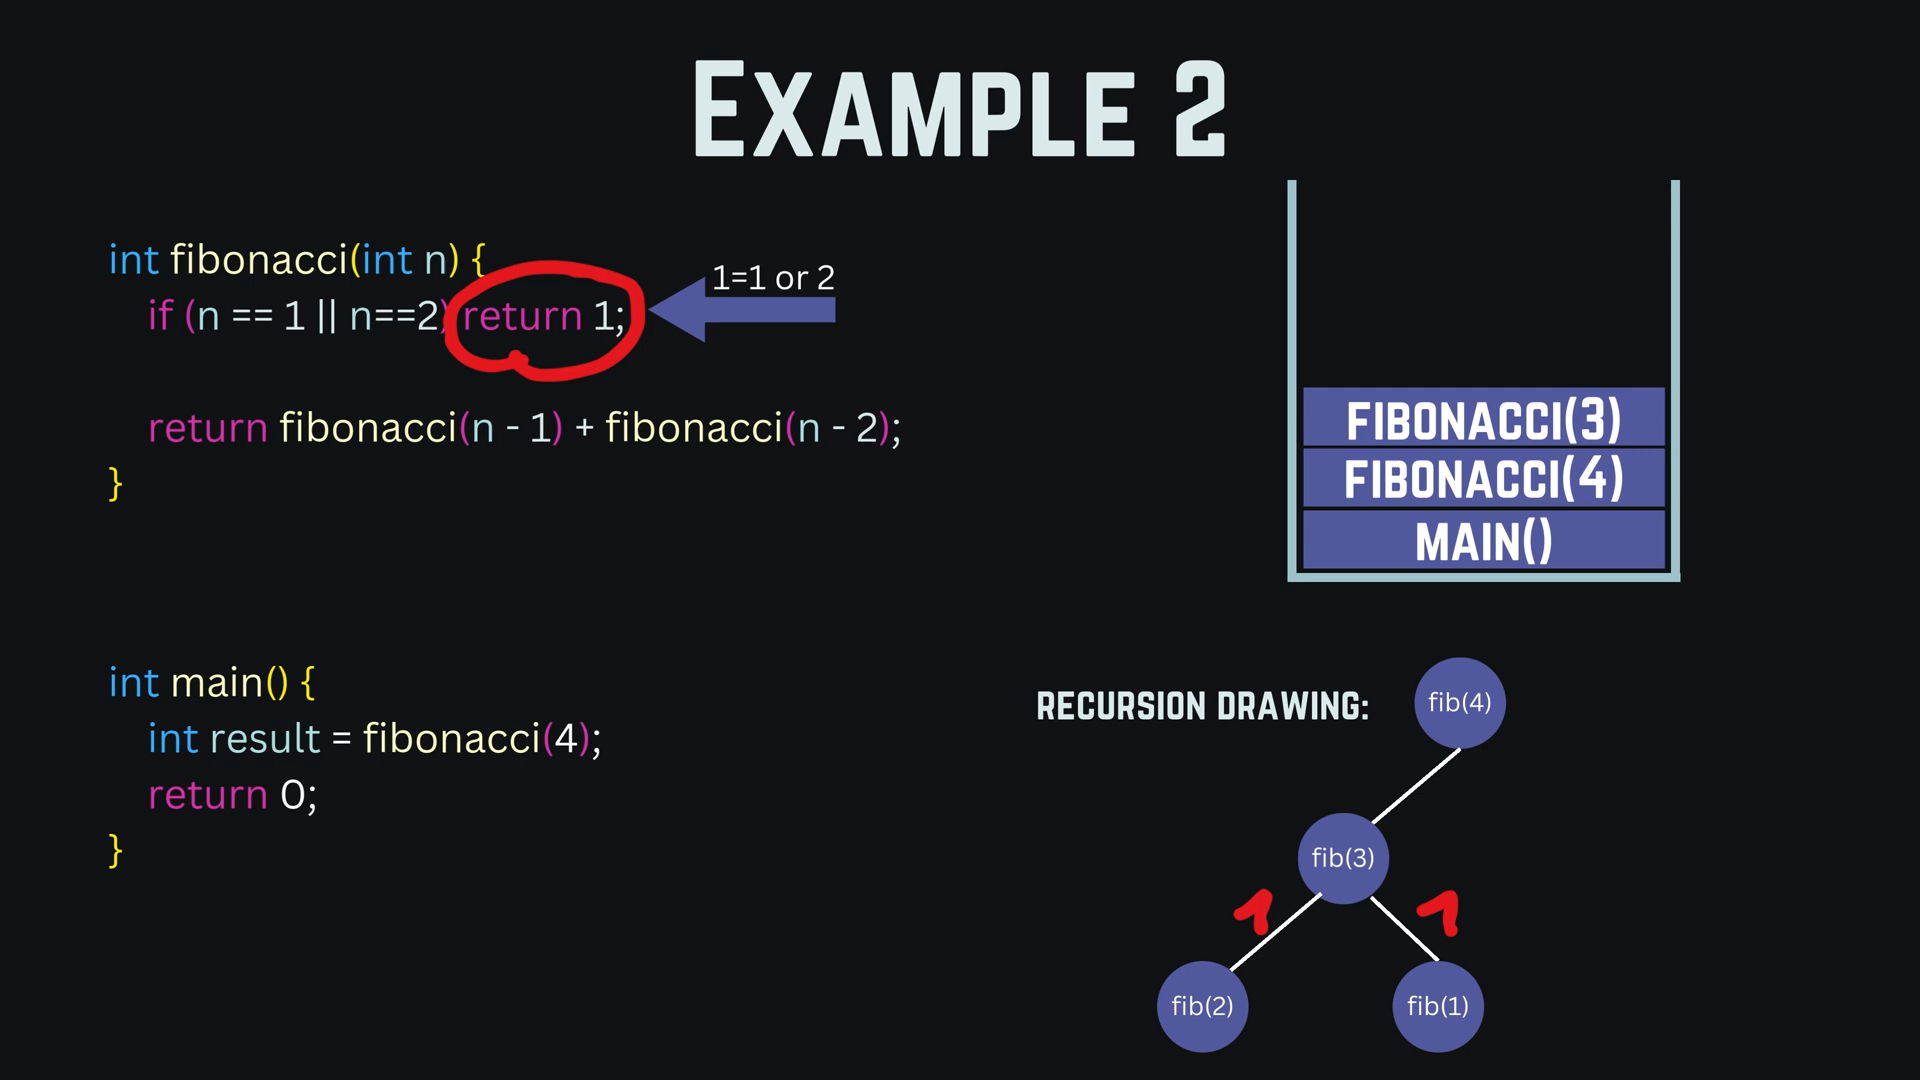 EXAMPLE 2
int fibonacci(int n) {
if (n == 1 || n==2) return 1;
1=1 or 2
return fibonacci(n - 1) + fibonacci(n - 2);
}
int main() {
int result = fibonacci(4);
return 0;
}
FIBONACCI(3)
FIBONACCI(4)
MAIN()
RECURSION DRAWING:
fib(4)
fib(3)
1 1
fib(2) fib(1)